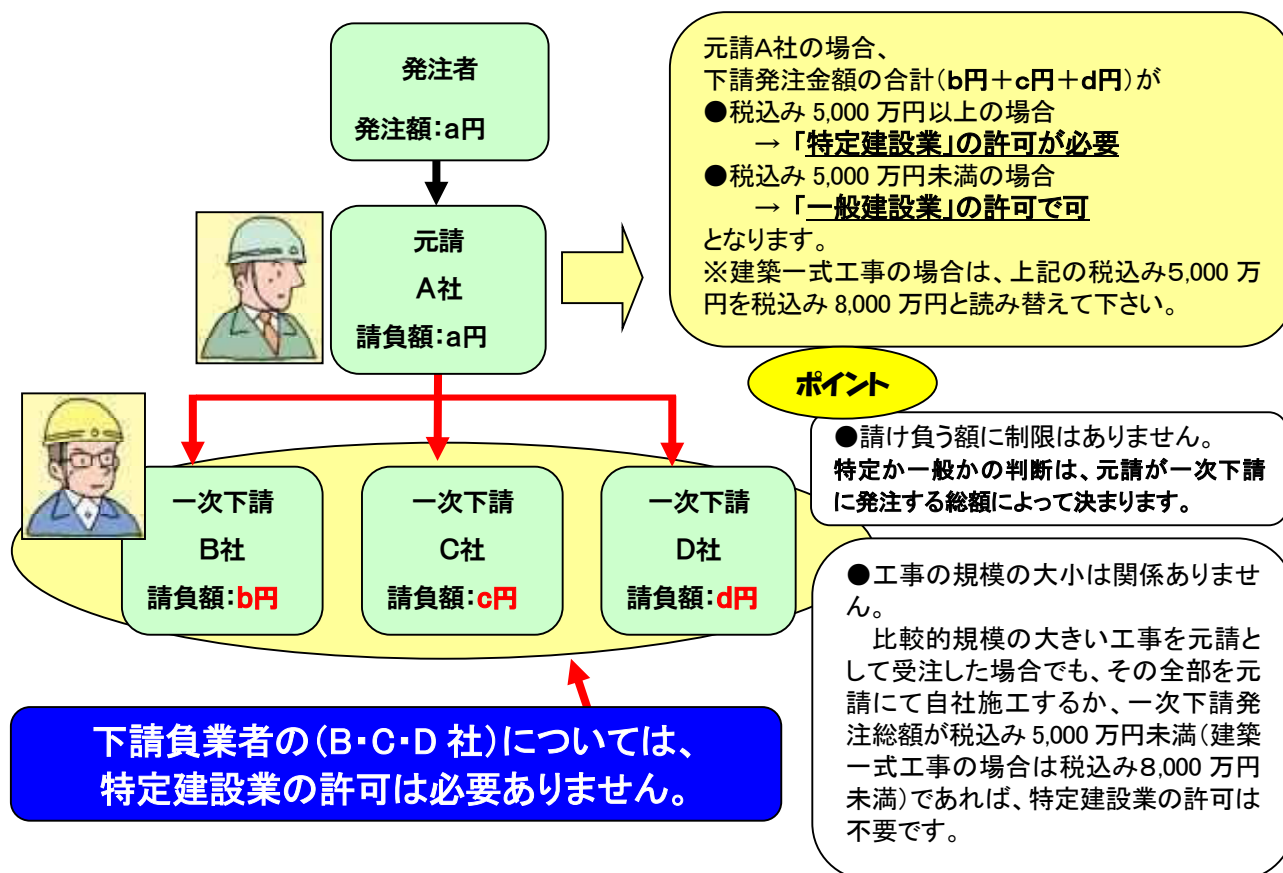 発注者
発注額：a円
元請
A社
請負額：a円
元請A社の場合、
下請発注金額の合計（b円＋c円＋d円）が
●税込み 5,000 万円以上の場合
→ 「特定建設業」の許可が必要
●税込み 5,000 万円未満の場合
→ 「一般建設業」の許可で可
となります。
※建築一式工事の場合は、上記の税込み5,000 万
円を税込み 8,000 万円と読み替えて下さい。
ポイント
●請け負う額に制限はありません。
特定か一般かの判断は、元請が一次下請
に発注する総額によって決まります。
一次下請
B社
請負額：b円
一次下請
C社
請負額：c円
一次下請
D社
請負額：d円
●工事の規模の大小は関係ありませ
ん。
比較的規模の大きい工事を元請と
して受注した場合でも、その全部を元
請にて自社施工するか、一次下請発
注総額が税込み 5,000 万円未満（建築
一式工事の場合は税込み8,000 万円
未満）であれば、特定建設業の許可は
不要です。
下請負業者の（B・C・D 社）については、
特定建設業の許可は必要ありません。